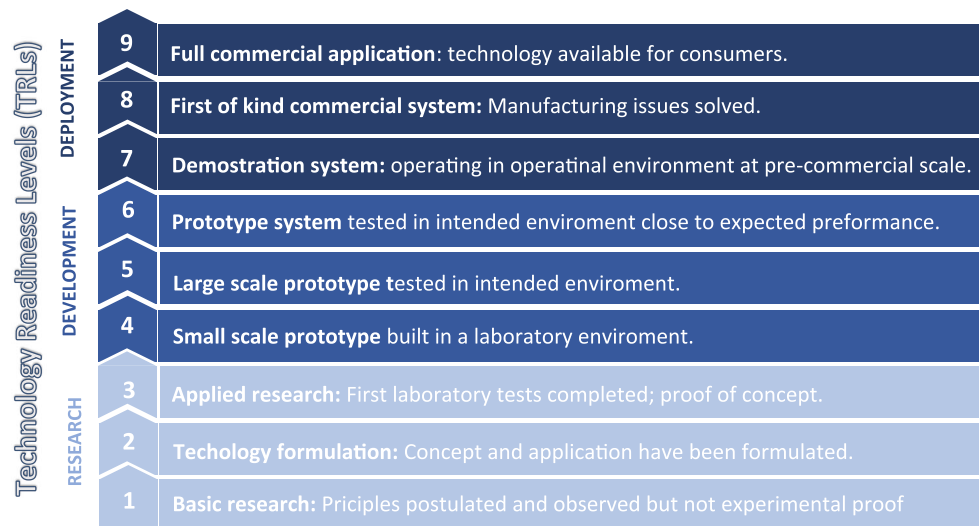 Technology Readiness Levels (TRLs)
DEPLOYMENT
9
Full commercial application: technology available for consumers.
8
First of kind commercial system: Manufacturing issues solved.
7
Demostration system: operating in operatinal environment at pre-commercial scale.
DEVELOPMENT
6
Prototype system tested in intended enviroment close to expected preformance.
5
Large scale prototype tested in intended enviroment.
4
Small scale prototype built in a laboratory enviroment.
RESEARCH
3
Applied research: First laboratory tests completed; proof of concept.
2
Techology formulation: Concept and application have been formulated.
1
Basic research: Priciples postulated and observed but not experimental proof